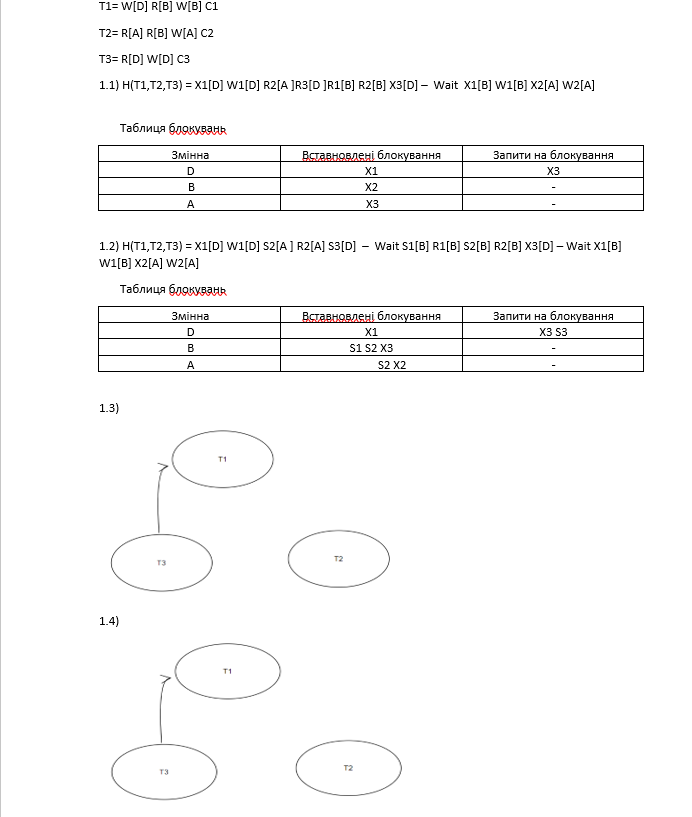 T1= W[D] R[B] W[B] C1
T2= R[A] R[B] W[A] C2
T3= R[D] W[D] C3
1.1) H(T1,T2,T3) = X1[D] W1[D] R2[A ]R3[D ]R1[B] R2[B] X3[D] – Wait X1[B] W1[B] X2[A] W2[A]
Таблиця блокувань
Змінна Вставновлені блокування Запити на блокування
D X1 X3
B X2 -
A X3 -
1.2) H(T1,T2,T3) = X1[D] W1[D] S2[A ] R2[A] S3[D] – Wait S1[B] R1[B] S2[B] R2[B] X3[D] – Wait X1[B]
W1[B] X2[A] W2[A]
Таблиця блокувань
Змінна Вставновлені блокування Запити на блокування
D X1 X3 S3
B S1 S2 X3 -
A S2 X2 -
1.3)
T1
T3
T2
1.4)
T1
T3
T2